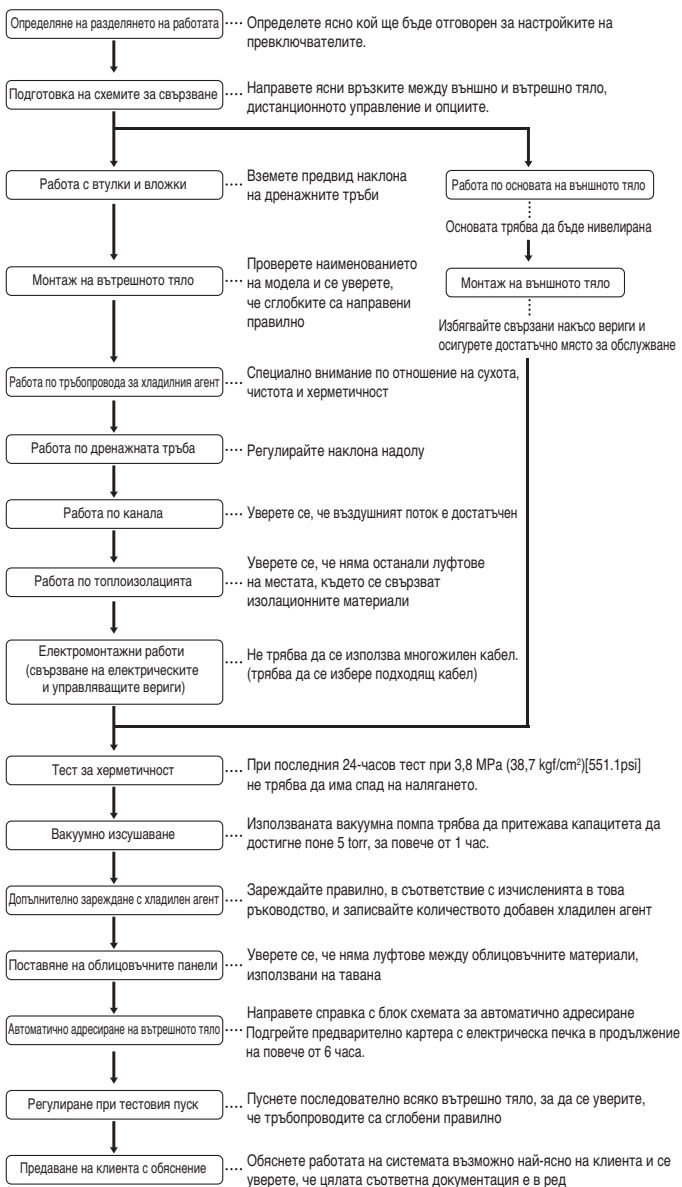 Определяне на разделянето на работата
···· Определете ясно кой ще бъде отговорен за настройките на
превключвателите.
Подготовка на схемите за свързване
···· Направете ясни връзките между външно и вътрешно тяло,
дистанционното управление и опциите.
Работа с втулки и вложки
···· Вземете предвид наклона
на дренажните тръби
Работа по основата на външното тяло
Основата трябва да бъде нивелирана
Монтаж на вътрешното тяло
···· Проверете наименованието
на модела и се уверете,
че сглобките са направени
правилно
Монтаж на външното тяло
Избягвайте свързани накъсо вериги и
осигурете достатъчно място за обслужване
Работа по тръбопровода за хладилния агент
···· Специално внимание по отношение на сухота,
чистота и херметичност
Работа по дренажната тръба
···· Регулирайте наклона надолу
Работа по канала
···· Уверете се, че въздушният поток е достатъчен
Работа по топлоизолацията
···· Уверете се, че няма останали луфтове
на местата, където се свързват
изолационните материали
Електромонтажни работи
(свързване на електрическите
и управляващите вериги)
···· Не трябва да се използва многожилен кабел.
(трябва да се избере подходящ кабел)
Тест за херметичност
···· При последния 24-часов тест при 3,8 MPa (38,7 kgf/cm²)[551.1psi]
не трябва да има спад на налягането.
Вакуумно изсушаване
···· Използваната вакуумна помпа трябва да притежава капацитета да
достигне поне 5 torr, за повече от 1 час.
Допълнително зареждане с хладилен агент
···· Зареждайте правилно, в съответствие с изчисленията в това
ръководство, и записвайте количеството добавен хладилен агент
Поставяне на облицовъчните панели
···· Уверете се, че няма луфтове между облицовъчните материали,
използвани на тавана
Автоматично адресиране на вътрешното тяло
···· Направете справка с блок схемата за автоматично адресиране
Подгрейте предварително картера с електрическа печка в продължение
на повече от 6 часа.
Регулиране при тестовия пуск
···· Пуснете последователно всяко вътрешно тяло, за да се уверите,
че тръбопроводите са сглобени правилно
Предаване на клиента с обяснение
···· Обяснете работата на системата възможно най-ясно на клиента и се
уверете, че цялата съответна документация е в ред